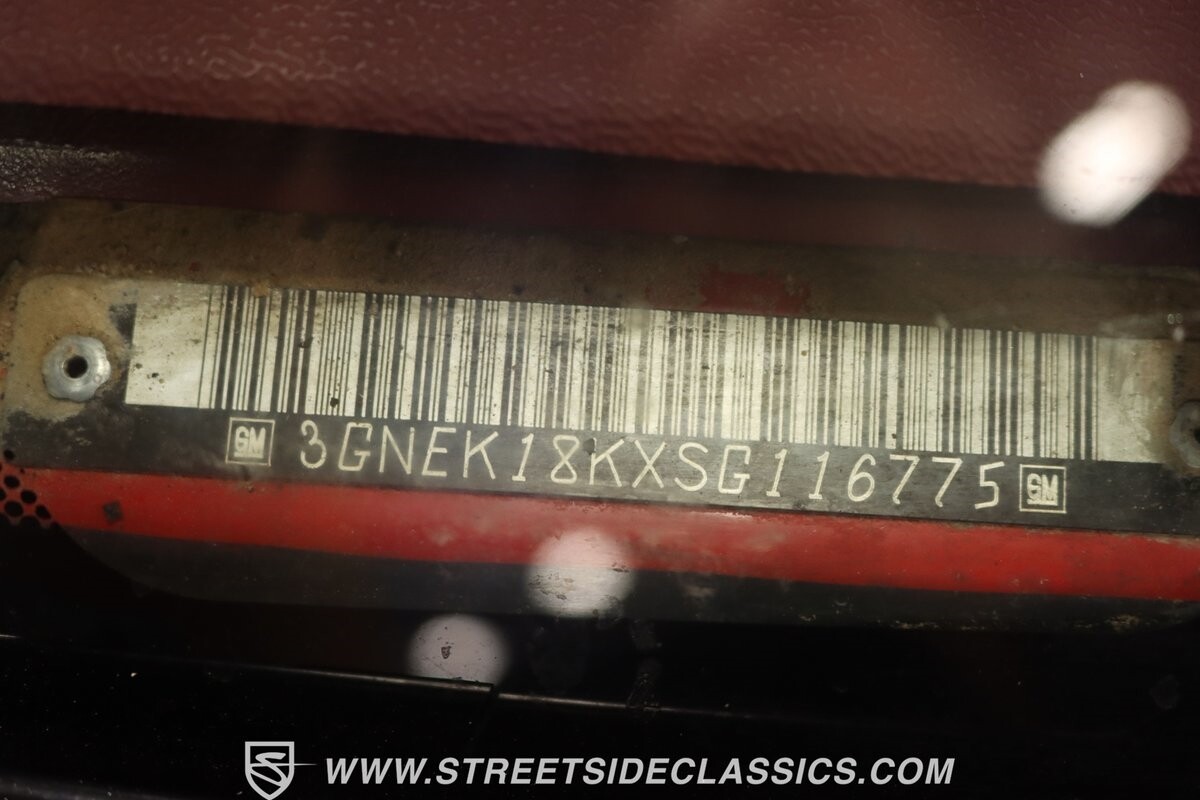 GM 3GNEK18KXSG116775 GM
WWW.STREETSIDECLASSICS.COM